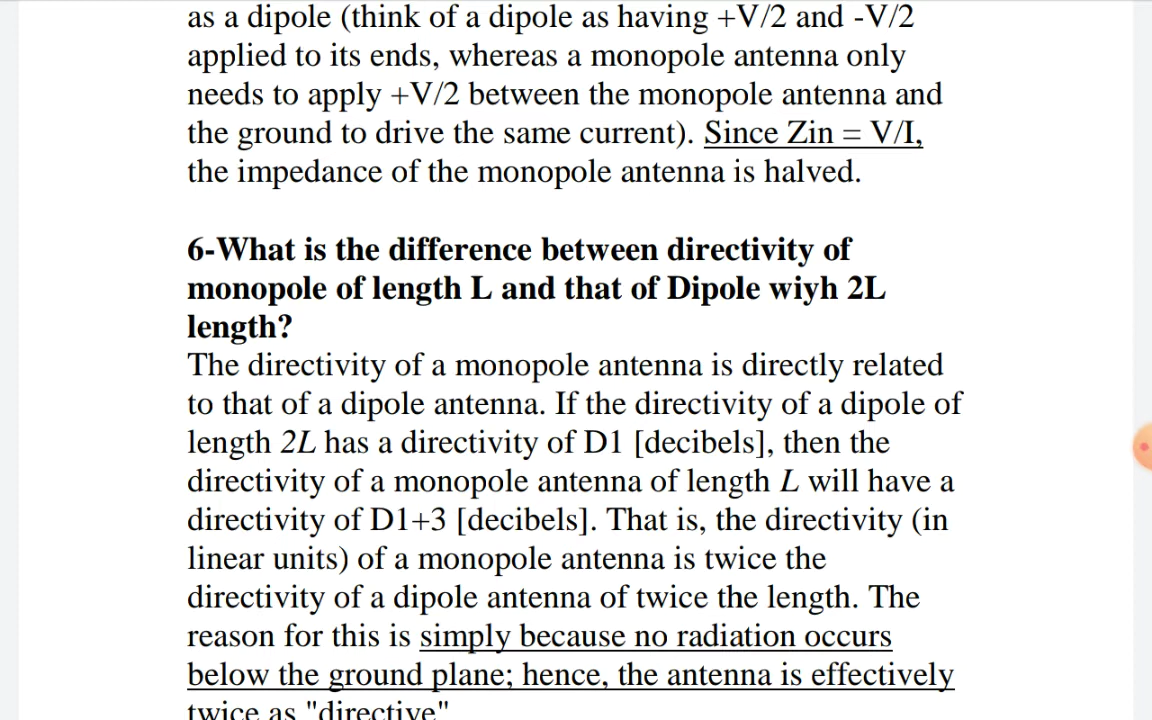 as a dipole (think of a dipole as having +V/2 and -V/2
applied to its ends, whereas a monopole antenna only
needs to apply +V/2 between the monopole antenna and
the ground to drive the same current). Since Zin = V/I,
the impedance of the monopole antenna is halved.
6-What is the difference between directivity of
monopole of length L and that of Dipole wiyh 2L
length?
The directivity of a monopole antenna is directly related
to that of a dipole antenna. If the directivity of a dipole of
length 2L has a directivity of D1 [decibels], then the
directivity of a monopole antenna of length L will have a
directivity of D1+3 [decibels]. That is, the directivity (in
linear units) of a monopole antenna is twice the
directivity of a dipole antenna of twice the length. The
reason for this is simply because no radiation occurs
below the ground plane; hence, the antenna is effectively
twice as "directive"